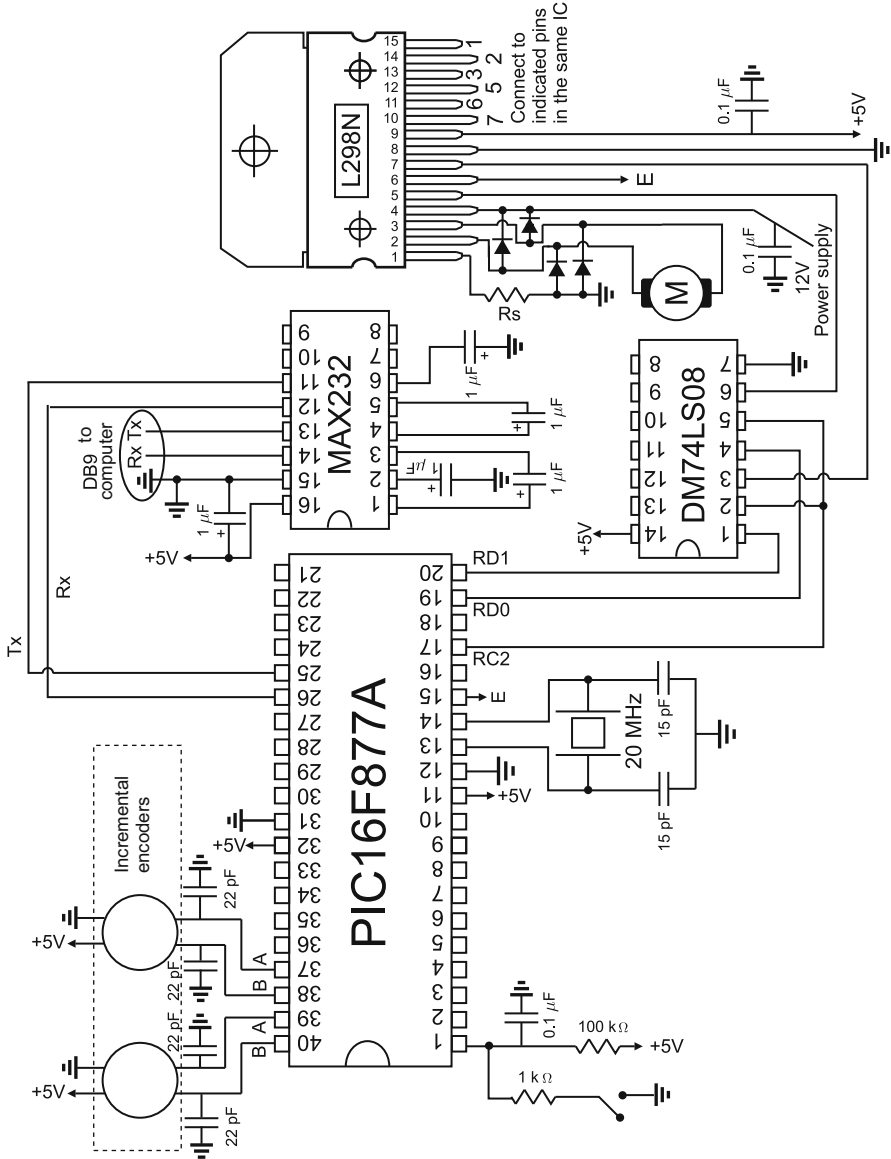 15
14
13
12
11
10
9
8
7
6
5
4
3
2
1
L298N
1
2
3
5
6
7
Connect to
indicated pins
in the same IC
0.1 μF
+5V
E
0.1 μF
12V
Power supply
Rs
M
MAX232
9
10
11
12
13
14
15
16
8
7
6
5
4
3
2
1
1 μF
1 μF
1 μF
1 μF
DB9 to
computer
Rx Tx
1 μF
+5V
Tx
Rx
DM74LS08
8
9
10
11
12
13
14
7
6
5
4
3
2
1
+5V
PIC16F877A
21
22
23
24
25
26
27
28
29
30
31
32
33
34
35
36
37
38
39
40
20
19
18
17
16
15
14
13
12
11
10
9
8
7
6
5
4
3
2
1
RD1
RD0
RC2
E
20 MHz
15 pF
15 pF
+5V
+5V
Incremental
encoders
+5V
22 pF
22 pF
A
B
+5V
22 pF
22 pF
A
B
0.1 μF
100 kΩ
+5V
1 kΩ